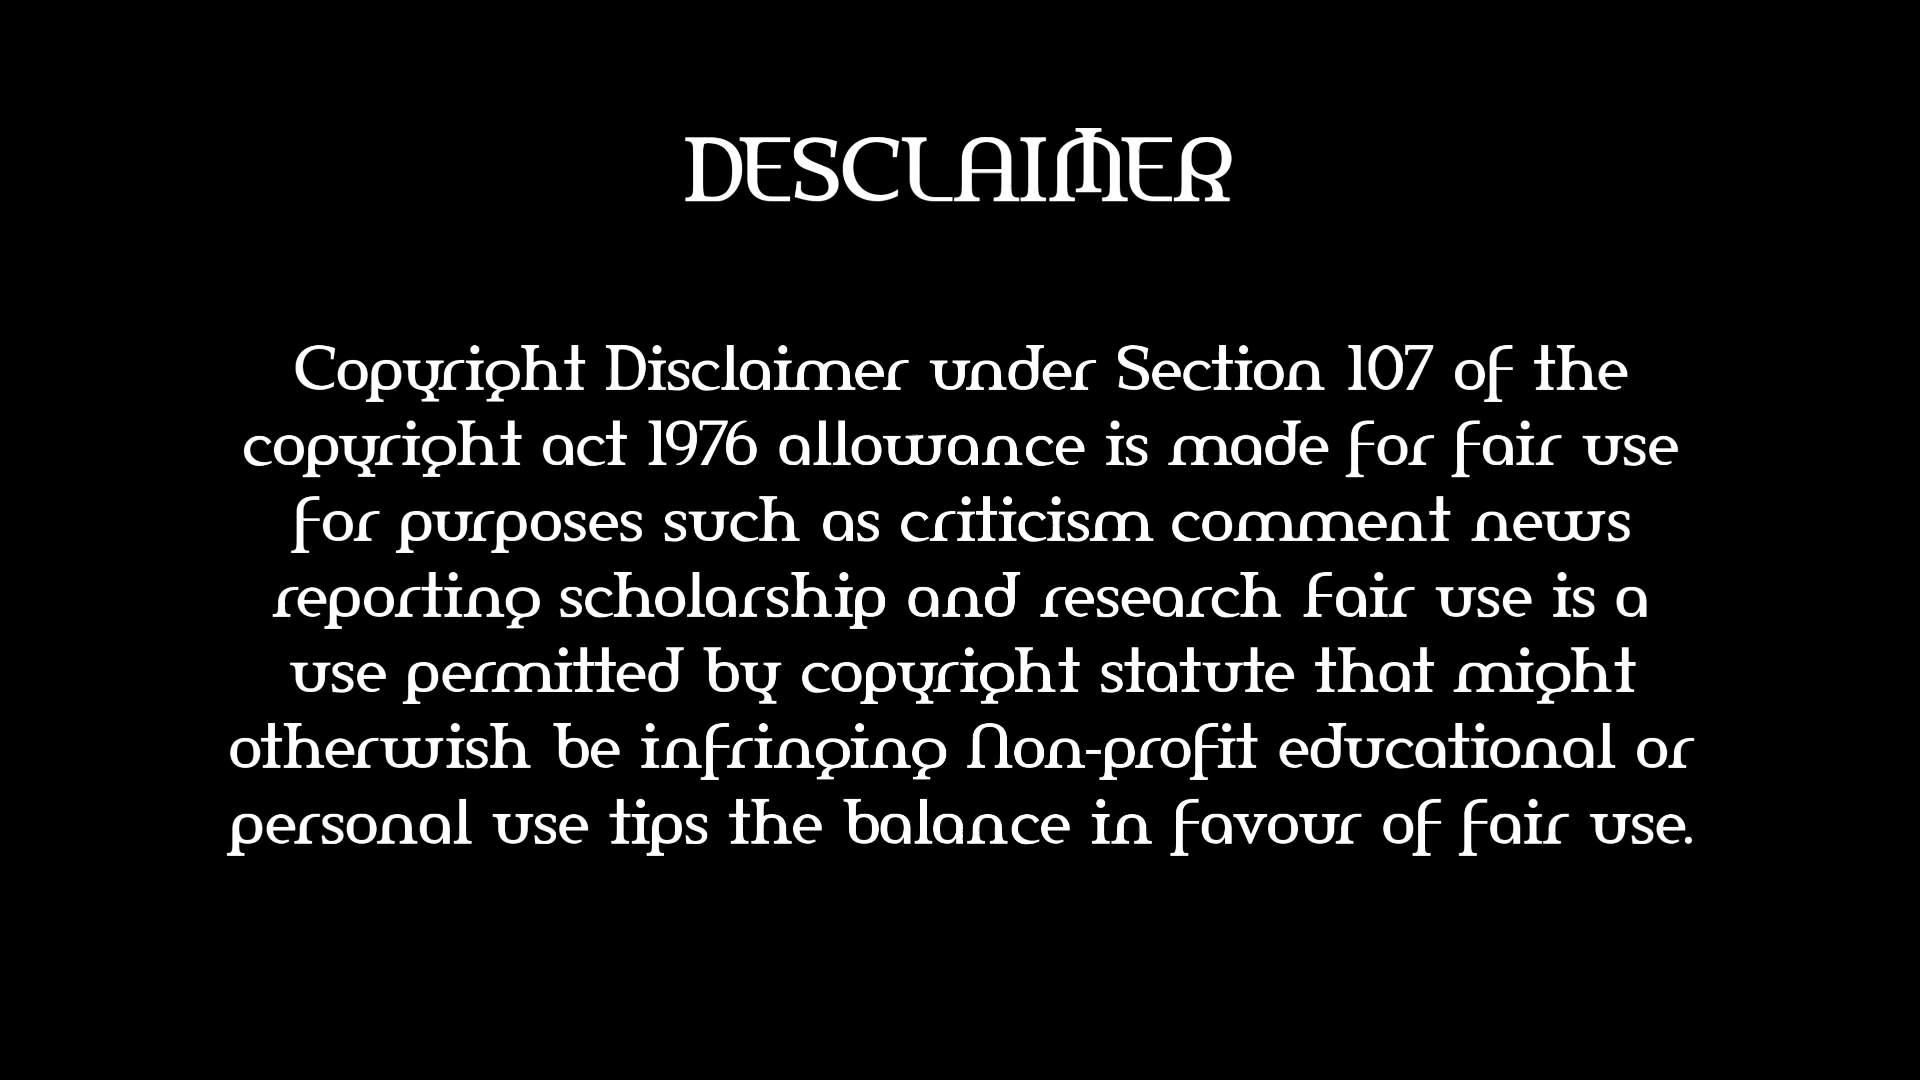 DESCLAIMER
Copyright Disclaimer under Section 107 of the
copyright act 1976 allowance is made for fair use
for purposes such as criticism comment news
reporting scholarship and research Fair use is a
use permitted by copyright statute that might
otherwish be infringing Non-profit educational or
personal use tips the balance in favour of fair use.